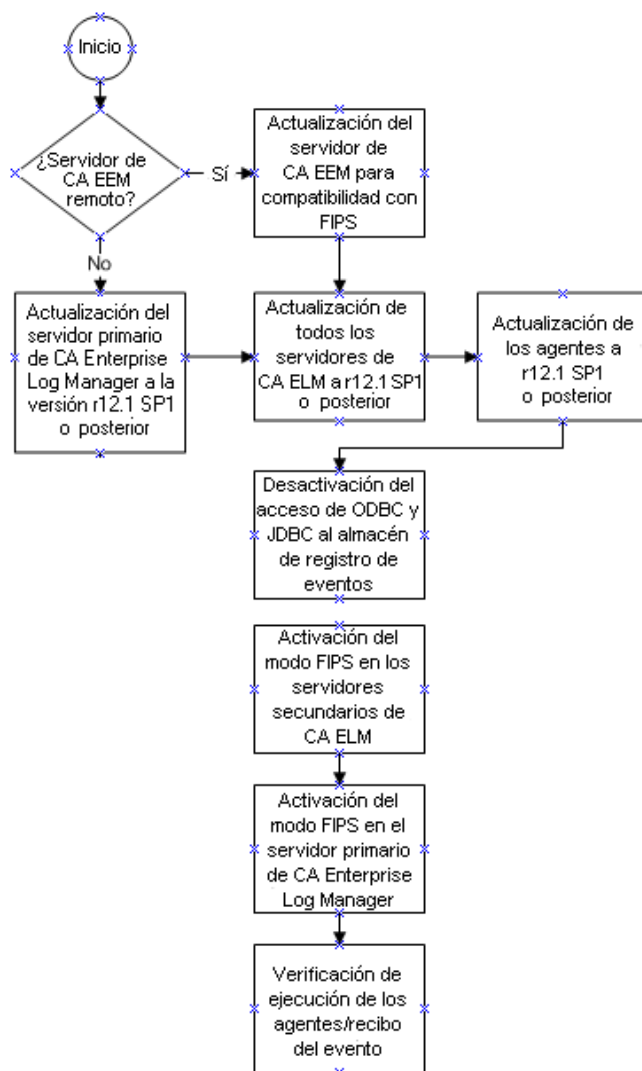 Inicio
¿Servidor de
CA EEM
remoto?
Sí
Actualización del
servidor de
CA EEM para
compatibilidad con
FIPS
No
Actualización del
servidor primario
de CA Enterprise
Log Manager a la
versión r12.1 SP1
o posterior
Actualización de
todos los
servidores de
CA ELM a r12.1 SP1
o posterior
Actualización de
los agentes a
r12.1 SP1
o posterior
Desactivación del
acceso de ODBC y
JDBC al almacén
de registro de
eventos
Activación del
modo FIPS en los
servidores
secundarios de
CA ELM
Activación del
modo FIPS en el
servidor primario
de CA Enterprise
Log Manager
Verificación de
ejecución de los
agentes/recibo
del evento